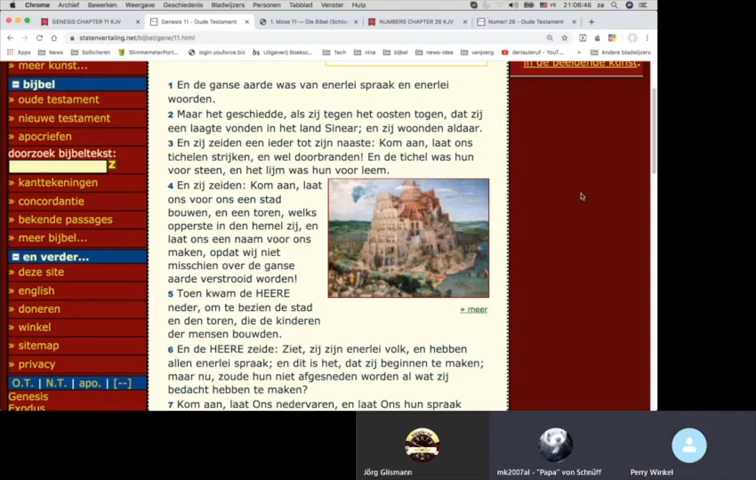 Chrome Archief Bewerken Weergave Geschiedenis Bladwijzers Personen Tabblad Venster Help
za 21:06:46
GENESIS CHAPTER 11 KJV
Genesis 11 - Oude Testament
1. Mose 11 — Die Bibel (Schlac
NUMBERS CHAPTER 26 KJV
Numeri 26 - Oude Testament
statenvertaling.net/bijbel/gene/11.html
Apps News SlimmemeterPortal login.youforce.biz Uitgeverij Boeksc... Tech nina bijbel news-idee vanjoerg derlauteruf
Andere bladwijzers
» meer kunst...
bijbel
» oude testament
» nieuwe testament
» apocriefen
doorzoek bijbeltekst:
» kanttekeningen
» concordantie
» bekende passages
» meer bijbel...
en verder...
» deze site
» english
» doneren
» winkel
» sitemap
» privacy
O.T. | N.T. | apo. | [--]
Genesis
Exodus
1 En de ganse aarde was van enerlei spraak en enerlei
woorden.
2 Maar het geschiedde, als zij tegen het oosten togen, dat zij
een laagte vonden in het land Sinear; en zij woonden aldaar.
3 En zij zeiden een ieder tot zijn naaste: Kom aan, laat ons
tichelen strijken, en wel doorbranden! En de tichel was hun
voor steen, en het lijm was hun voor leem.
4 En zij zeiden: Kom aan, laat
ons voor ons een stad
bouwen, en een toren, welks
opperste in den hemel zij, en
laat ons een naam voor ons
maken, opdat wij niet
misschien over de ganse
aarde verstrooid worden!
5 Toen kwam de HEERE
neder, om te bezien de stad
en den toren, die de kinderen
der mensen bouwden.
» meer
6 En de HEERE zeide: Ziet, zij zijn enerlei volk, en hebben
allen enerlei spraak; en dit is het, dat zij beginnen te maken;
maar nu, zoude hun niet afgesneden worden al wat zij
bedacht hebben te maken?
7 Kom aan, laat Ons nedervaren, en laat Ons hun spraak
in de beeldende kunst.
Jörg Glismann
mk2007al - "Papa" von Schnüff
Perry Winkel